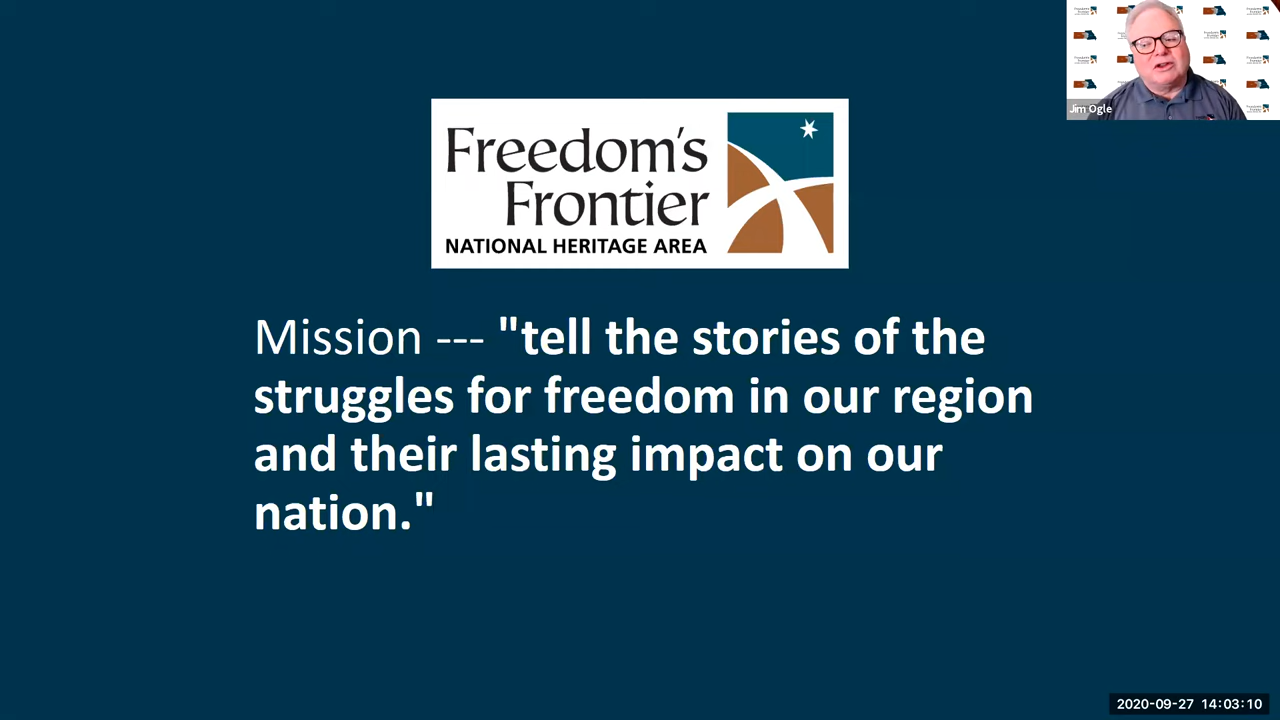 Freedom's
Frontier
NATIONAL HERITAGE AREA
Jim Ogle
Mission --- "tell the stories of the
struggles for freedom in our region
and their lasting impact on our
nation."
2020-09-27 14:03:10